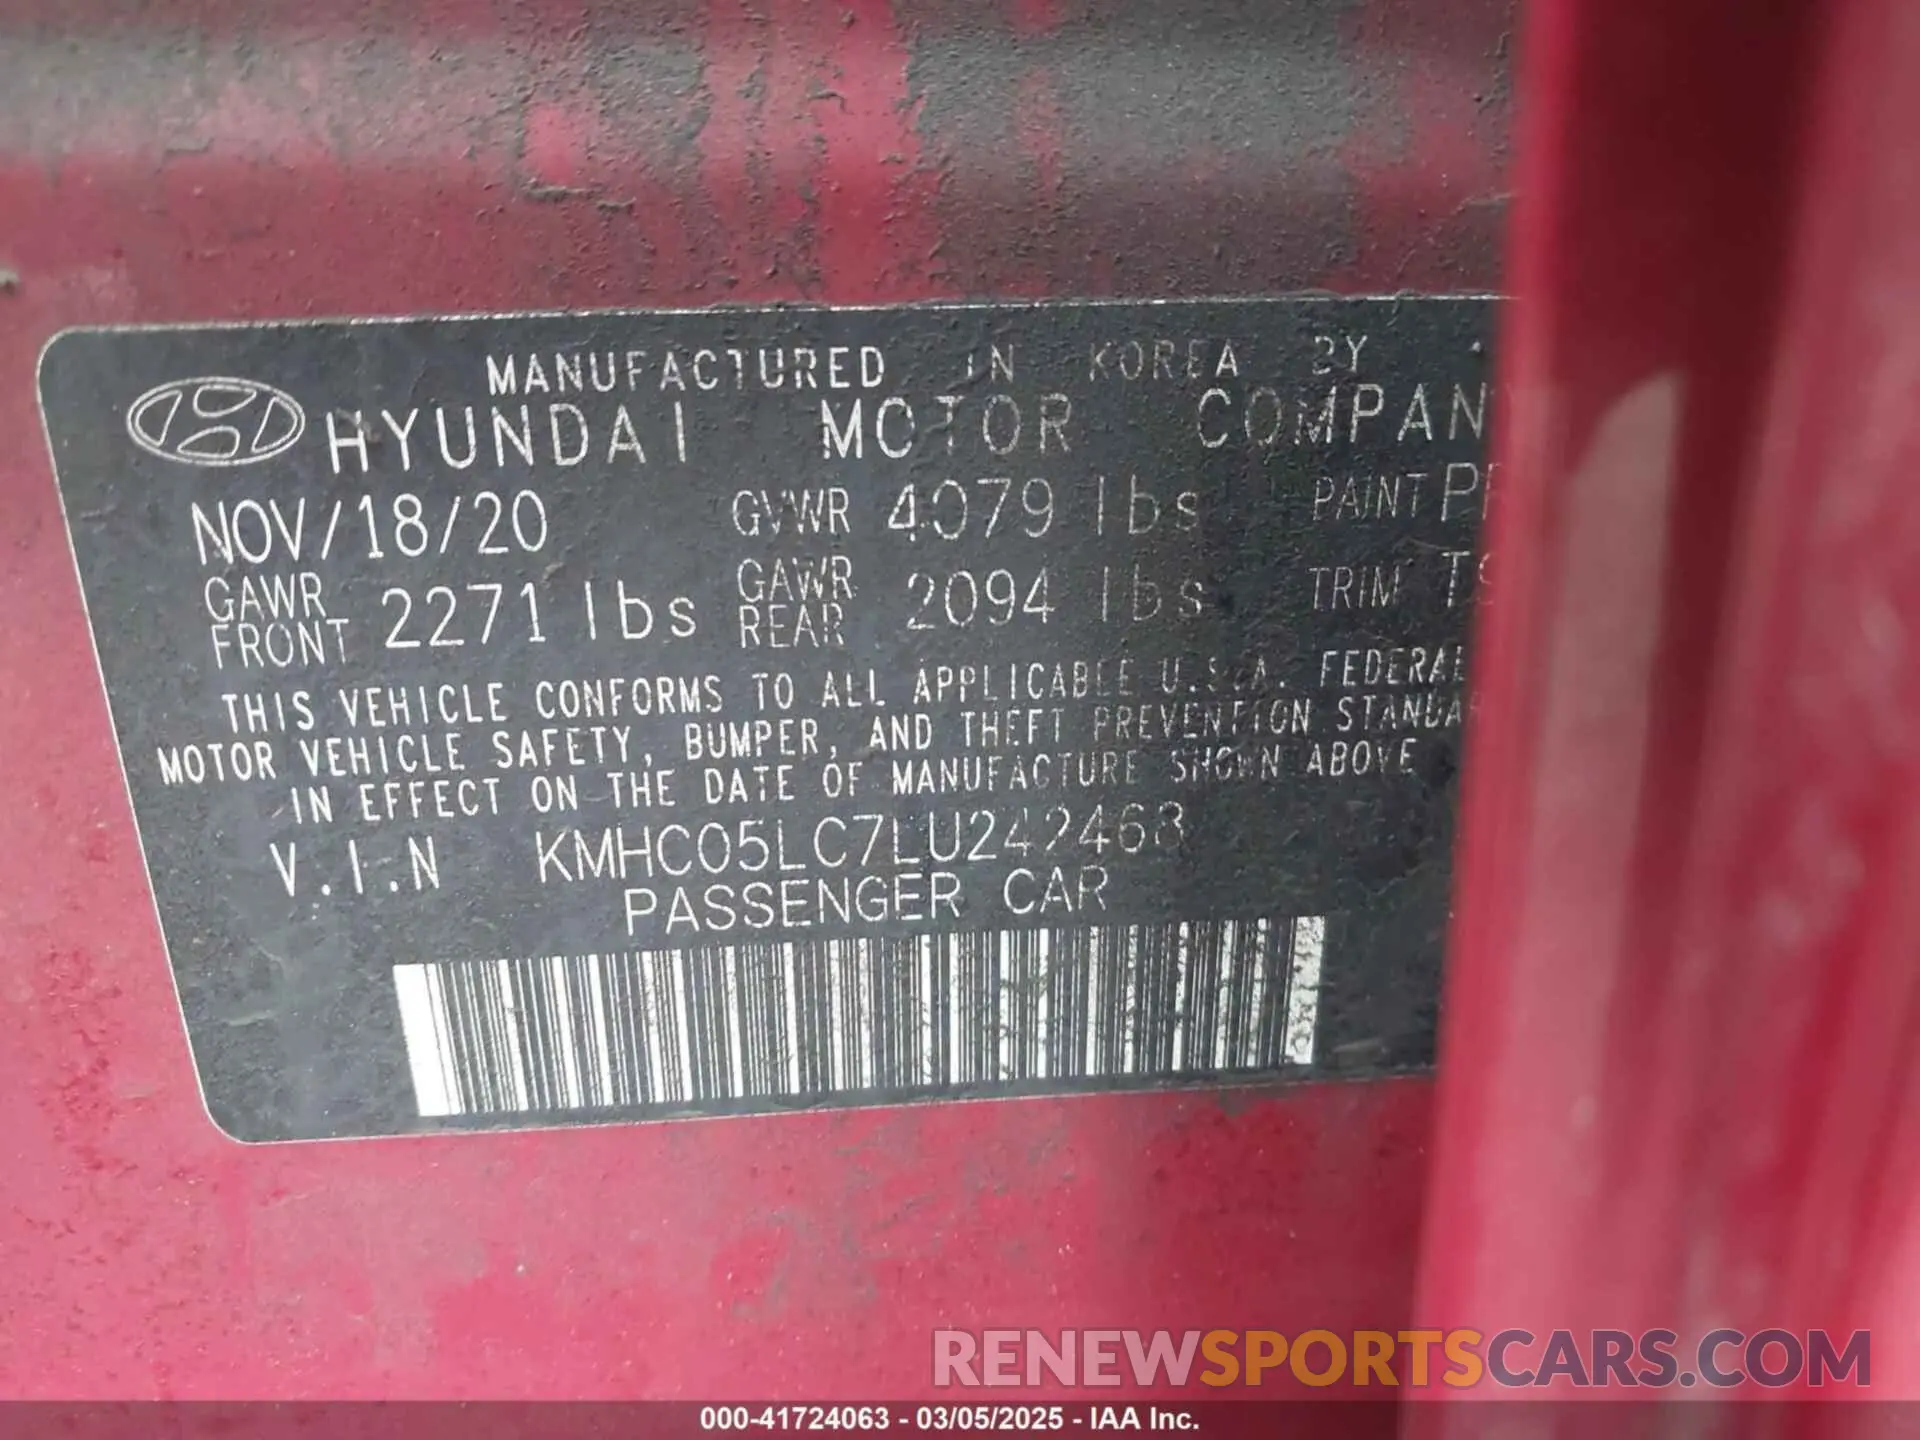 MANUFACTURED IN KOREA BY
HYUNDAI MOTOR COMPAN
NOV/18/20 GVWR 4079 lbs PAINT
GAWR FRONT 2271 lbs GAWR REAR 2094 lbs TRIM
THIS VEHICLE CONFORMS TO ALL APPLICABLE U.S.A. FEDERAL
MOTOR VEHICLE SAFETY, BUMPER, AND THEFT PREVENTION STANDAR
IN EFFECT ON THE DATE OF MANUFACTURE SHOWN ABOVE
V.I.N KMHC05LC7LU242468
PASSENGER CAR
RENEWSPORTSCARS.COM
000-41724063 - 03/05/2025 - IAA Inc.